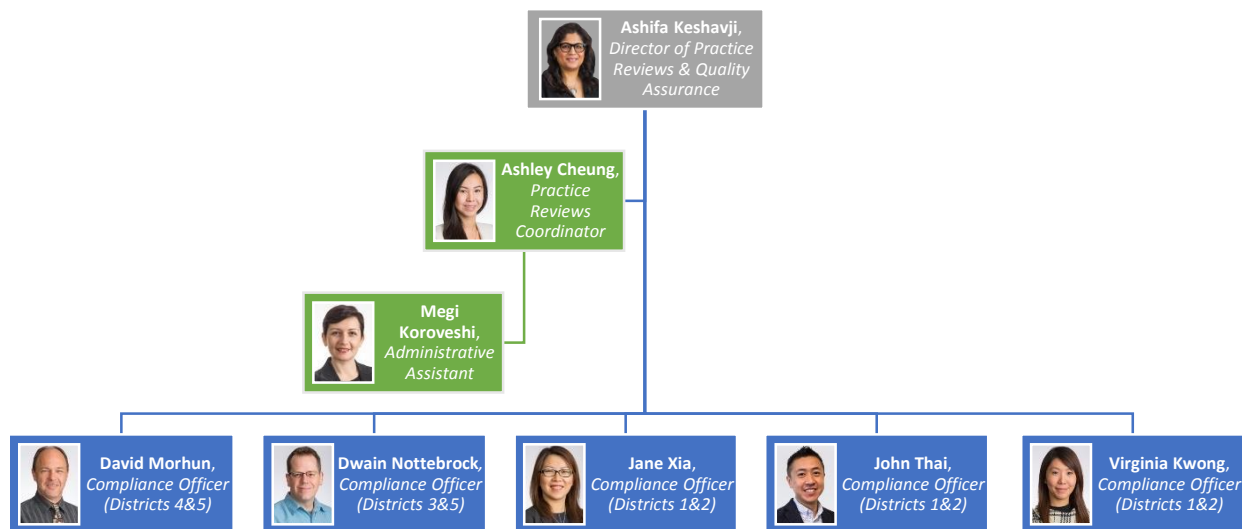 Ashifa Keshavji,
Director of Practice
Reviews & Quality
Assurance
Ashley Cheung,
Practice
Reviews
Coordinator
Megi
Koroveshi,
Administrative
Assistant
David Morhun,
Compliance Officer
(Districts 4&5)
Dwain Nottebrock,
Compliance Officer
(Districts 3&5)
Jane Xia,
Compliance Officer
(Districts 1&2)
John Thai,
Compliance Officer
(Districts 1&2)
Virginia Kwong,
Compliance Officer
(Districts 1&2)